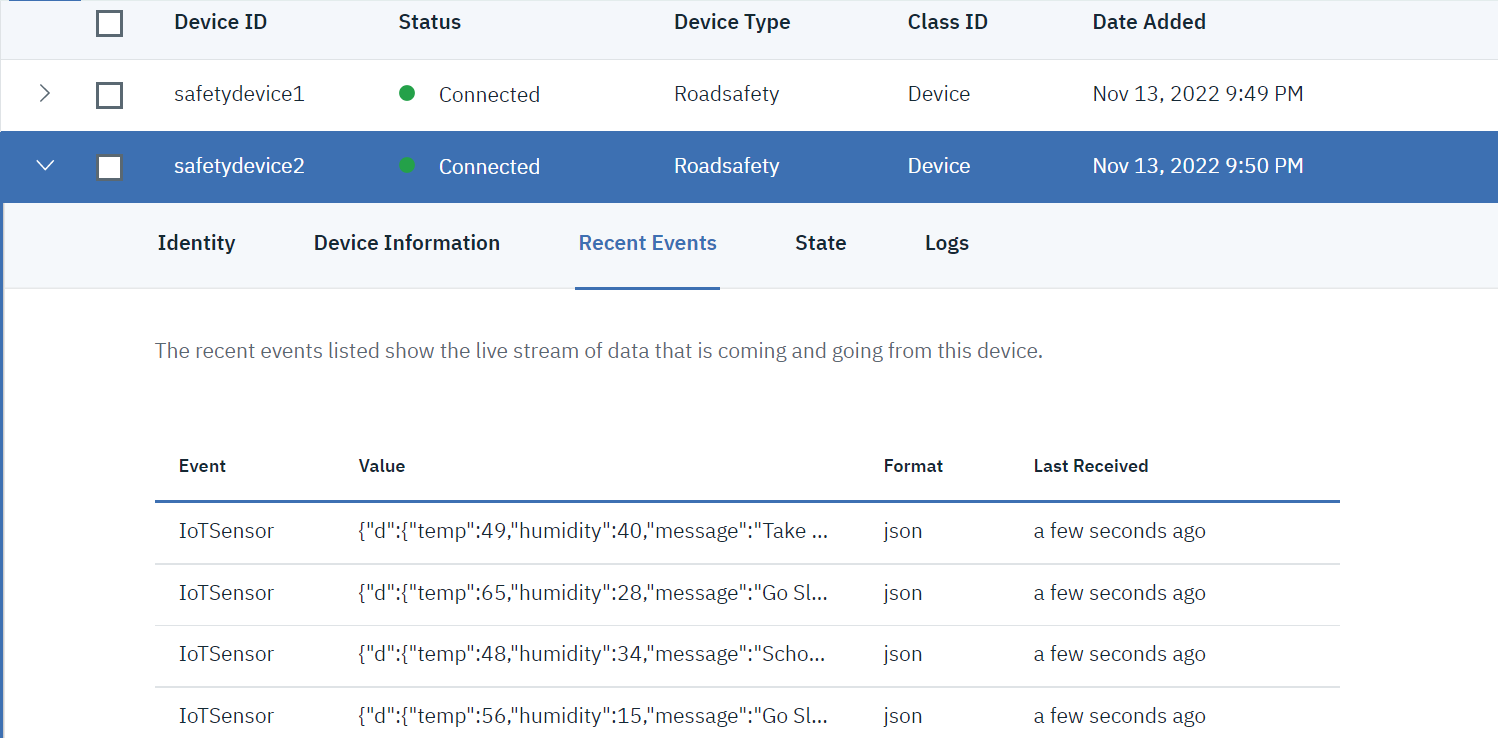 Device ID Status Device Type Class ID Date Added
safetydevice1 Connected Roadsafety Device Nov 13, 2022 9:49 PM
safetydevice2 Connected Roadsafety Device Nov 13, 2022 9:50 PM
Identity Device Information Recent Events State Logs
The recent events listed show the live stream of data that is coming and going from this device.
Event Value Format Last Received
IoTSensor {"d":{"temp":49,"humidity":40,"message":"Take ... json a few seconds ago
IoTSensor {"d":{"temp":65,"humidity":28,"message":"Go Sl... json a few seconds ago
IoTSensor {"d":{"temp":48,"humidity":34,"message":"Scho... json a few seconds ago
IoTSensor {"d":{"temp":56,"humidity":15,"message":"Go Sl... json a few seconds ago